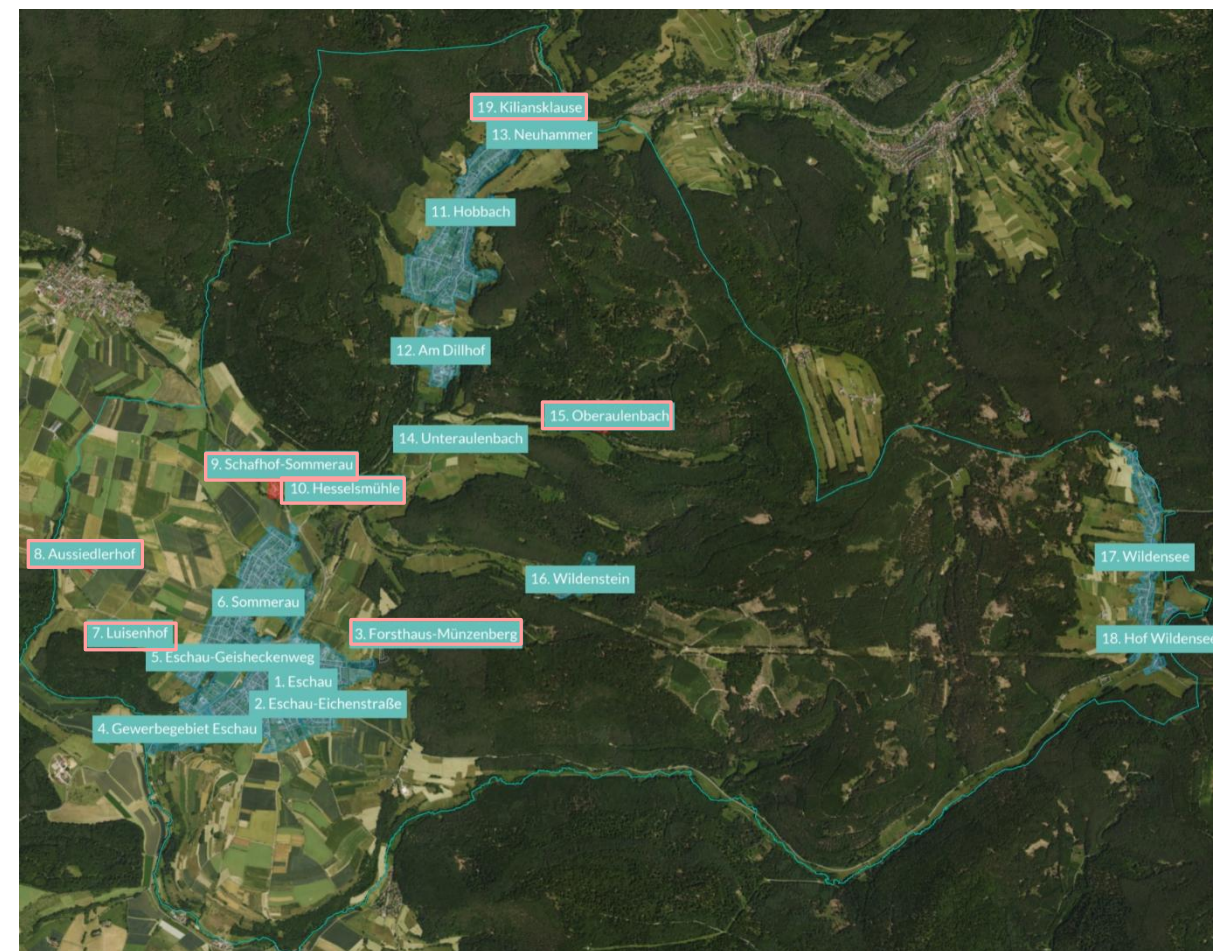 19. Kiliansklause
13. Neuhammer
11. Hobbach
12. Am Dillhof
15. Oberaulenbach
14. Unteraulenbach
9. Schafhof-Sommerau
10. Hesselsmühle
8. Aussiedlerhof
17. Wildensee
16. Wildenstein
6. Sommerau
7. Luisenhof
3. Forsthaus-Münzenberg
18. Hof Wildensee
5. Eschau-Geisheckenweg
1. Eschau
2. Eschau-Eichenstraße
4. Gewerbegebiet Eschau